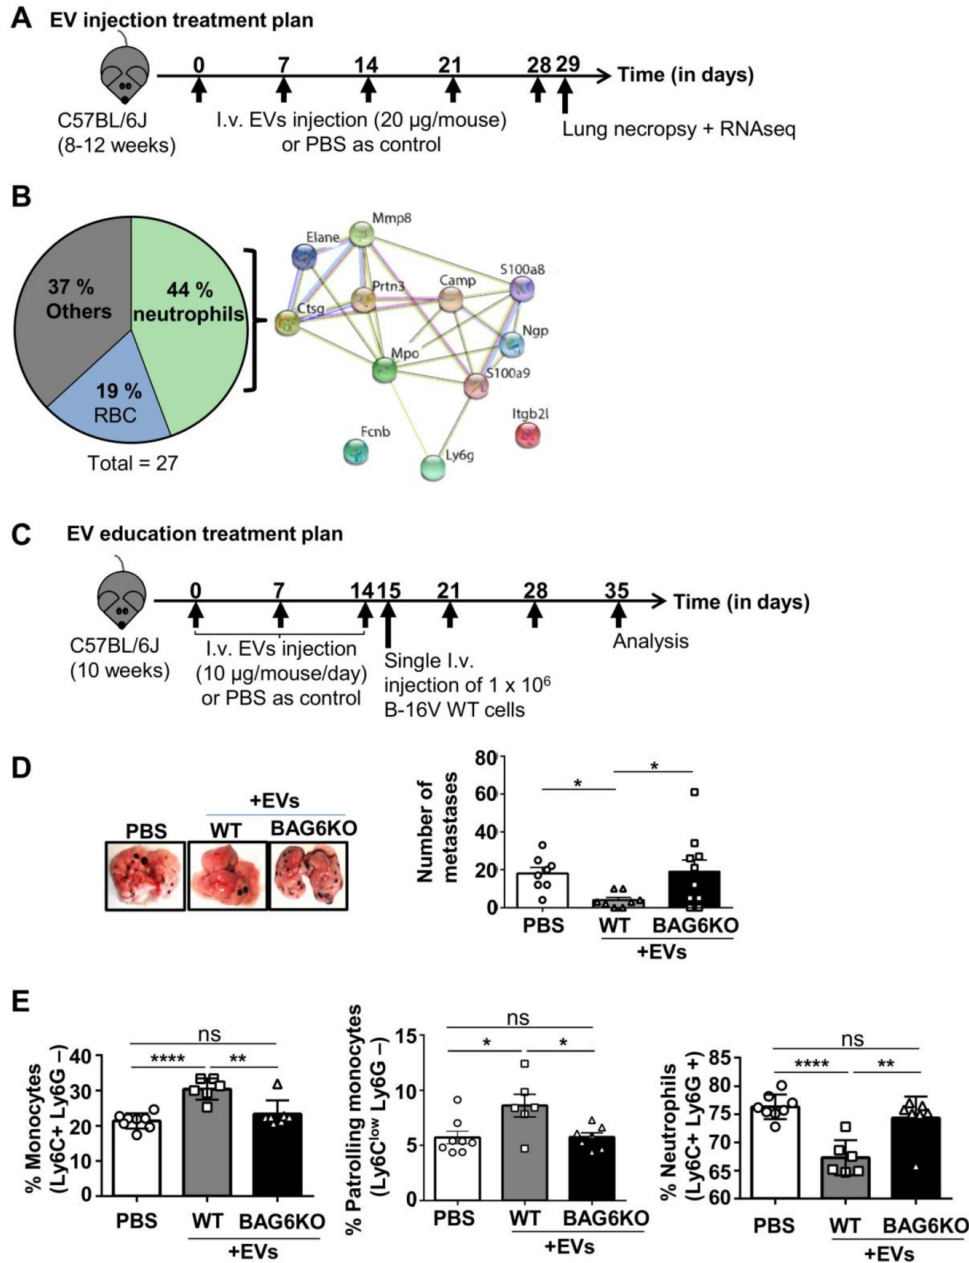 A EV injection treatment plan
0 7 14 21 28 29
Time (in days)
C57BL/6J
(8-12 weeks)
I.v. EVs injection (20 µg/mouse)
or PBS as control
Lung necropsy + RNAseq
B
37 %
Others
44 %
neutrophils
19 %
RBC
Total = 27
Mmp8
Elane
Prtn3
Camp
S100a8
Ctsg
Ngp
Mpo
S100a9
Itgb2l
Fcnb
Ly6g
C EV education treatment plan
0 7 14 15 21 28 35
Time (in days)
C57BL/6J
(10 weeks)
I.v. EVs injection
(10 µg/mouse/day)
or PBS as control
Single I.v.
injection of 1 x 10⁶
B-16V WT cells
Analysis
D
+EVs
PBS WT BAG6KO
Number of
metastases
80
60
40
20
0
* *
PBS WT BAG6KO
+EVs
E
% Monocytes
(Ly6C+ Ly6G –)
40
30
20
10
0
ns
**** **
PBS WT BAG6KO
+EVs
% Patrolling monocytes
(Ly6Cˡᵒʷ Ly6G –)
15
10
5
0
ns
* *
PBS WT BAG6KO
+EVs
% Neutrophils
(Ly6C+ Ly6G +)
85
80
75
70
65
60
ns
**** **
PBS WT BAG6KO
+EVs